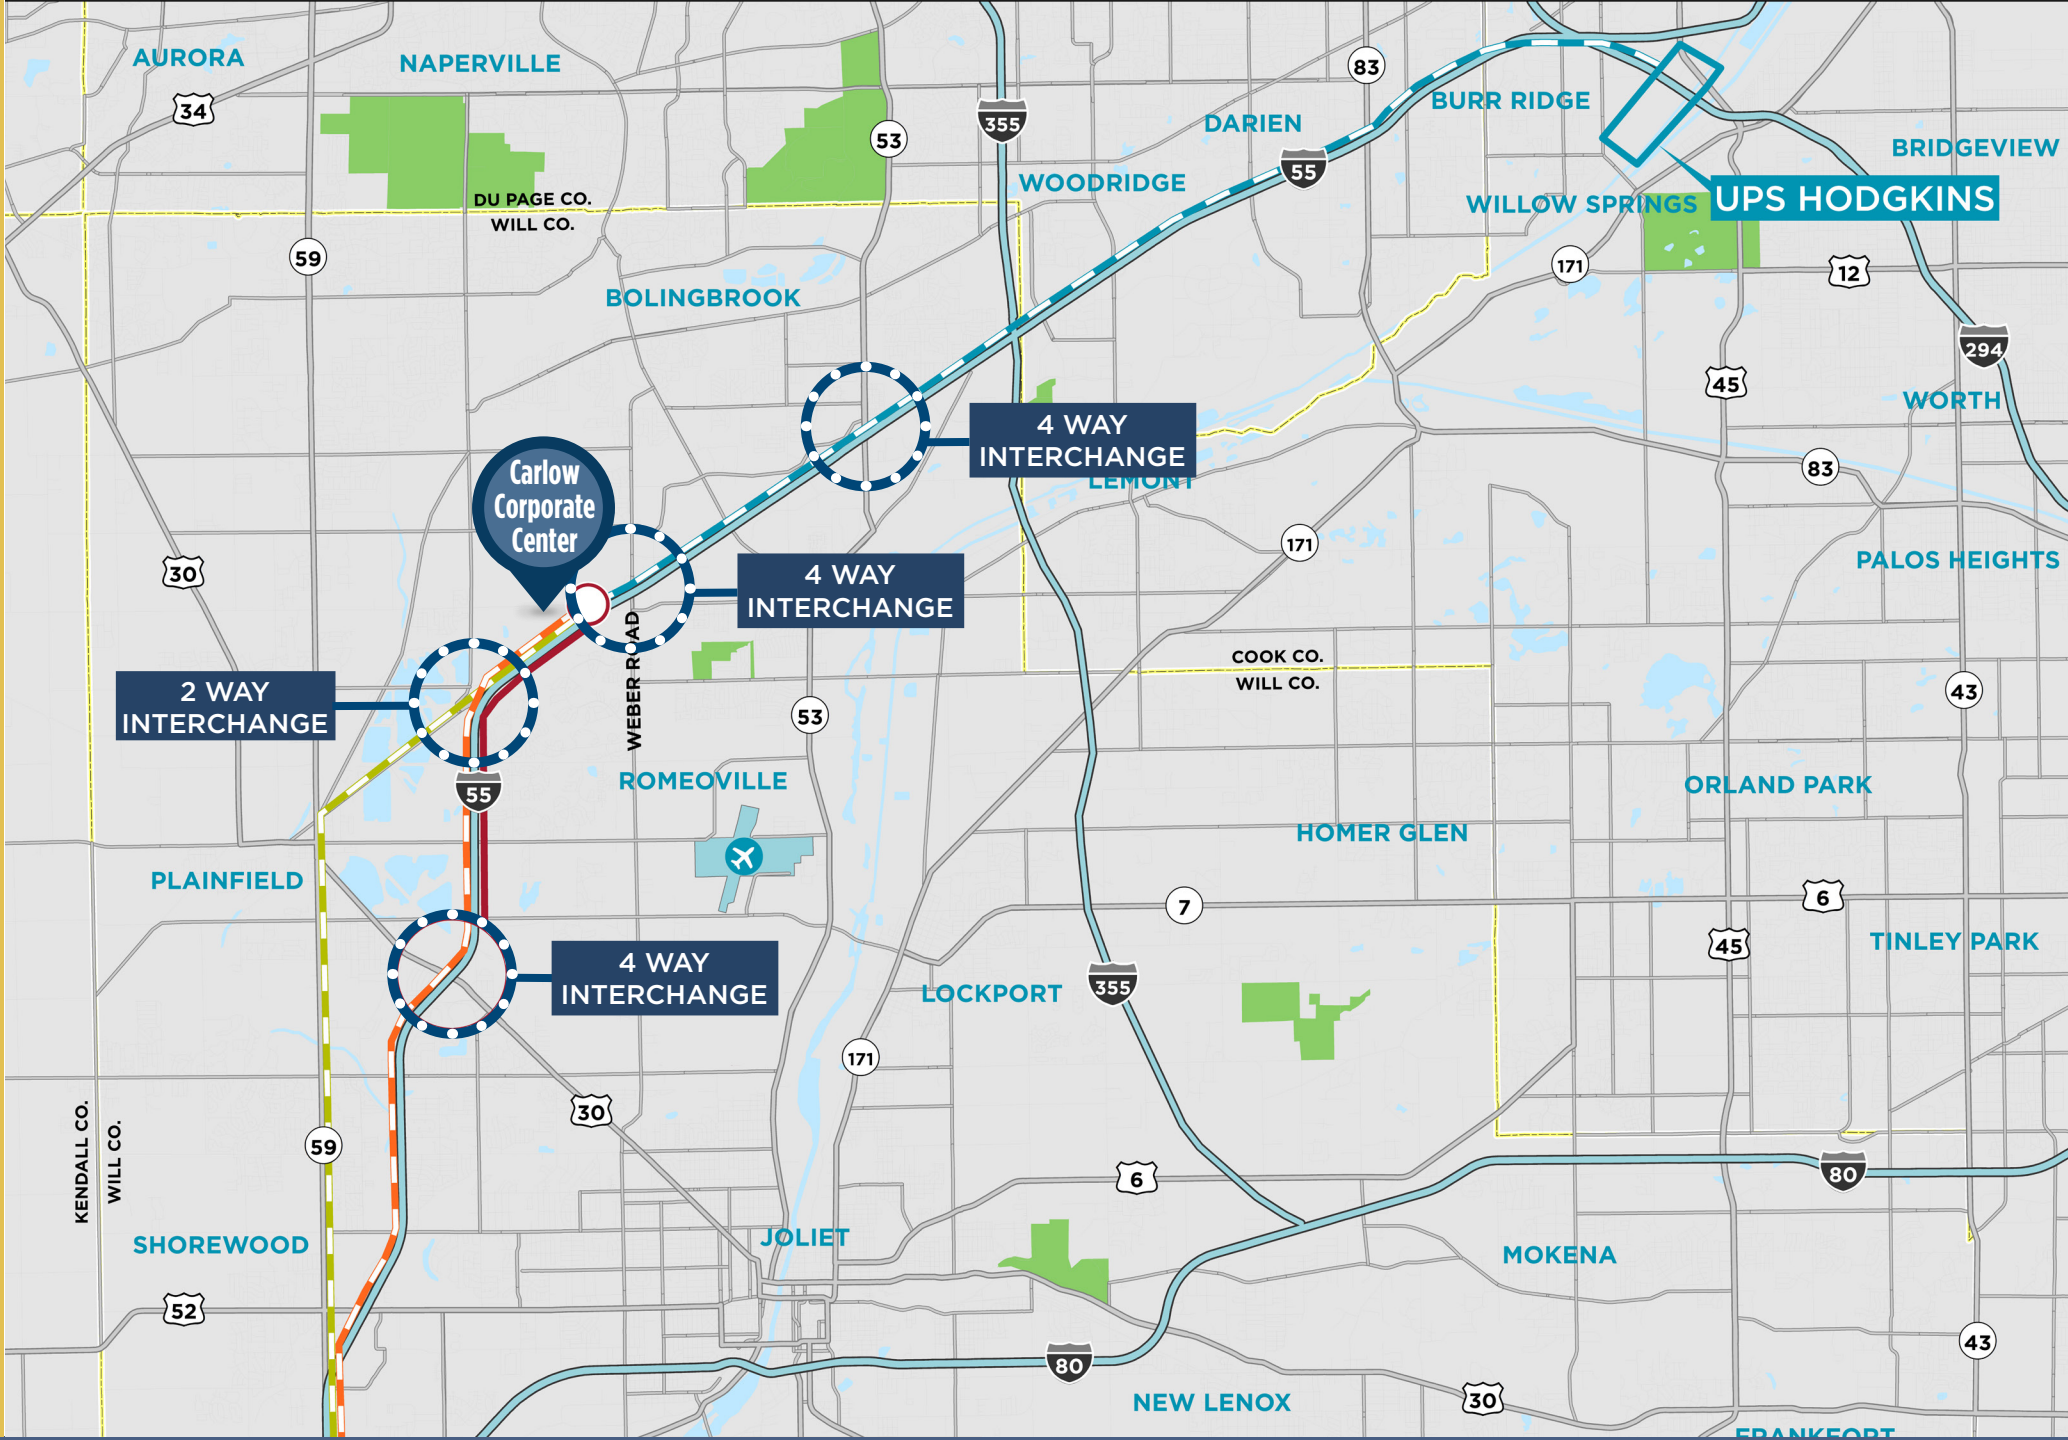 AURORA
NAPERVILLE
34
59
DU PAGE CO.
WILL CO.
53
355
83
DARIEN
BURR RIDGE
BRIDGEVIEW
55
WOODRIDGE
WILLOW SPRINGS
UPS HODGKINS
171
12
BOLINGBROOK
294
45
WORTH
4 WAY
INTERCHANGE
LEMONT
83
Carlow
Corporate
Center
30
171
PALOS HEIGHTS
4 WAY
INTERCHANGE
WEBER ROAD
COOK CO.
WILL CO.
43
2 WAY
INTERCHANGE
53
55
ROMEOVILLE
ORLAND PARK
HOMER GLEN
PLAINFIELD
7
6
45
TINLEY PARK
4 WAY
INTERCHANGE
LOCKPORT
355
171
30
KENDALL CO.
WILL CO.
59
6
80
SHOREWOOD
JOLIET
MOKENA
52
43
80
NEW LENOX
30
FRANKFORT